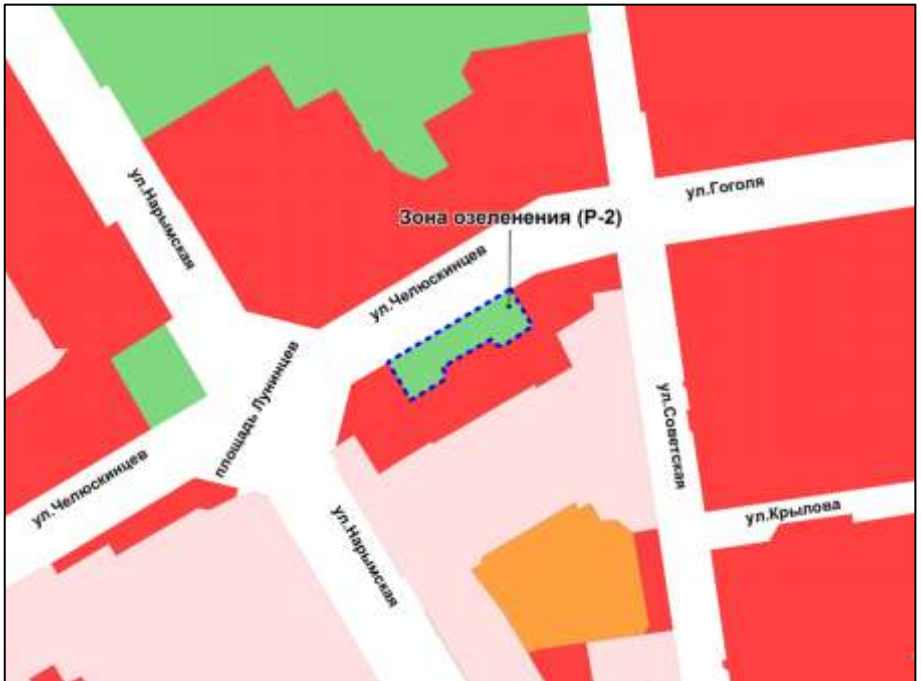 ул.Гоголя
ул.Нарымская
Зона озеленения (Р-2)
ул.Челюскинцев
площадь Лунинцев
ул.Советская
ул.Челюскинцев
ул.Крылова
ул.Нарымская